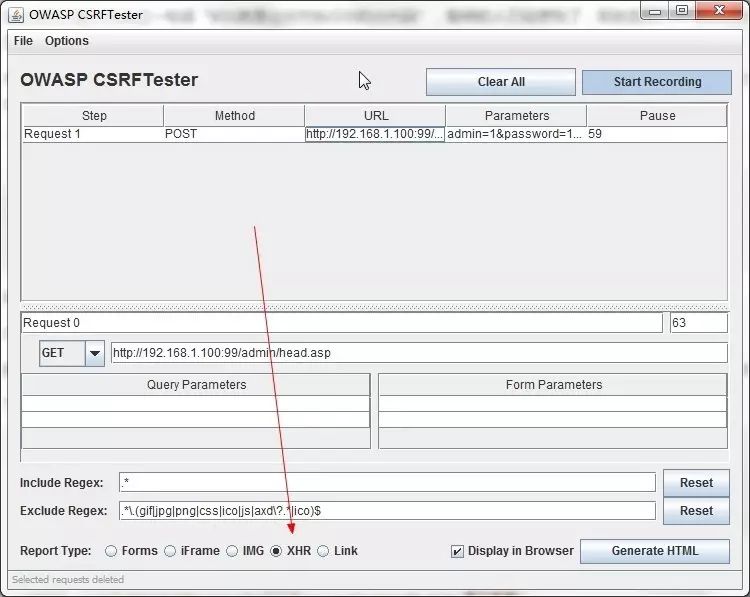 OWASP CSRFTester
File Options
OWASP CSRFTester Clear All Start Recording
Step Method URL Parameters Pause
Request 1 POST http://192.168.1.100:99/... admin=1&password=1... 59
Request 0 63
GET http://192.168.1.100:99/admin/head.asp
Query Parameters Form Parameters
Include Regex: .* Reset
Exclude Regex: .*\.(gif|jpg|png|css|ico|js|axd\?.*|ico)$ Reset
Report Type: Forms iFrame IMG XHR Link Display in Browser Generate HTML
Selected requests deleted